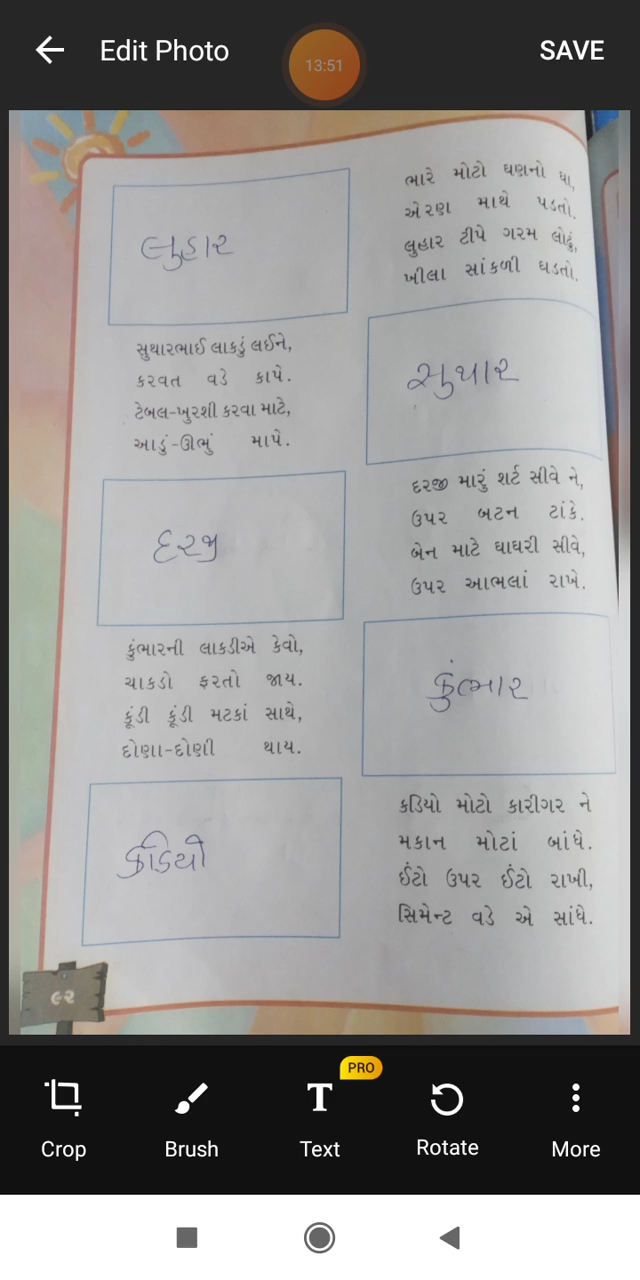 Edit Photo
13:51
SAVE
લુહાર
ભારે મોટો ઘણનો ઘા,
એરણ માથે પડતો.
લુહાર ટીપે ગરમ લોઢું,
ખીલા સાંકળી ઘડતો.
સુથારભાઈ લાકડું લઈને,
કરવત વડે કાપે.
ટેબલ-ખુરશી કરવા માટે,
આડું-ઊભું માપે.
સુથાર
દરજી
દરજી મારું શર્ટ સીવે ને,
ઉપર બટન ટાંકે.
બેન માટે ઘાઘરી સીવે,
ઉપર આભલાં રાખે.
કુંભારની લાકડીએ કેવો,
ચાકડો ફરતો જાય.
કૂંડી કૂંડી મટકાં સાથે,
દોણા-દોણી થાય.
કુંભાર
કડિયો
કડિયો મોટો કારીગર ને
મકાન મોટાં બાંધે.
ઈંટો ઉપર ઈંટો રાખી,
સિમેન્ટ વડે એ સાંધે.
૯૨
PRO
Crop
Brush
Text
Rotate
More